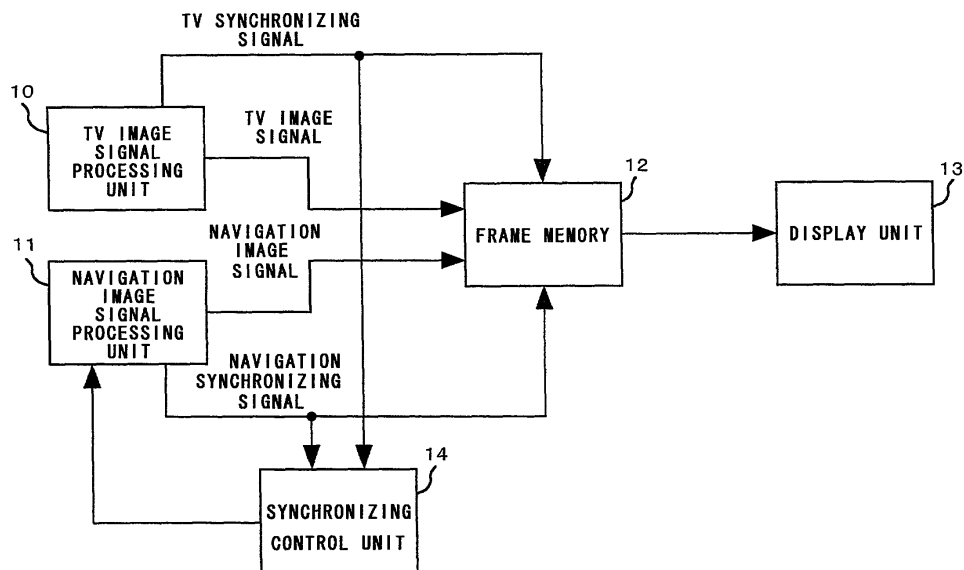 TV SYNCHRONIZING
SIGNAL
10
TV IMAGE
SIGNAL
PROCESSING
UNIT
TV IMAGE
SIGNAL
12
FRAME MEMORY
13
DISPLAY UNIT
11
NAVIGATION
IMAGE
SIGNAL
PROCESSING
UNIT
NAVIGATION
IMAGE
SIGNAL
NAVIGATION
SYNCHRONIZING
SIGNAL
14
SYNCHRONIZING
CONTROL UNIT